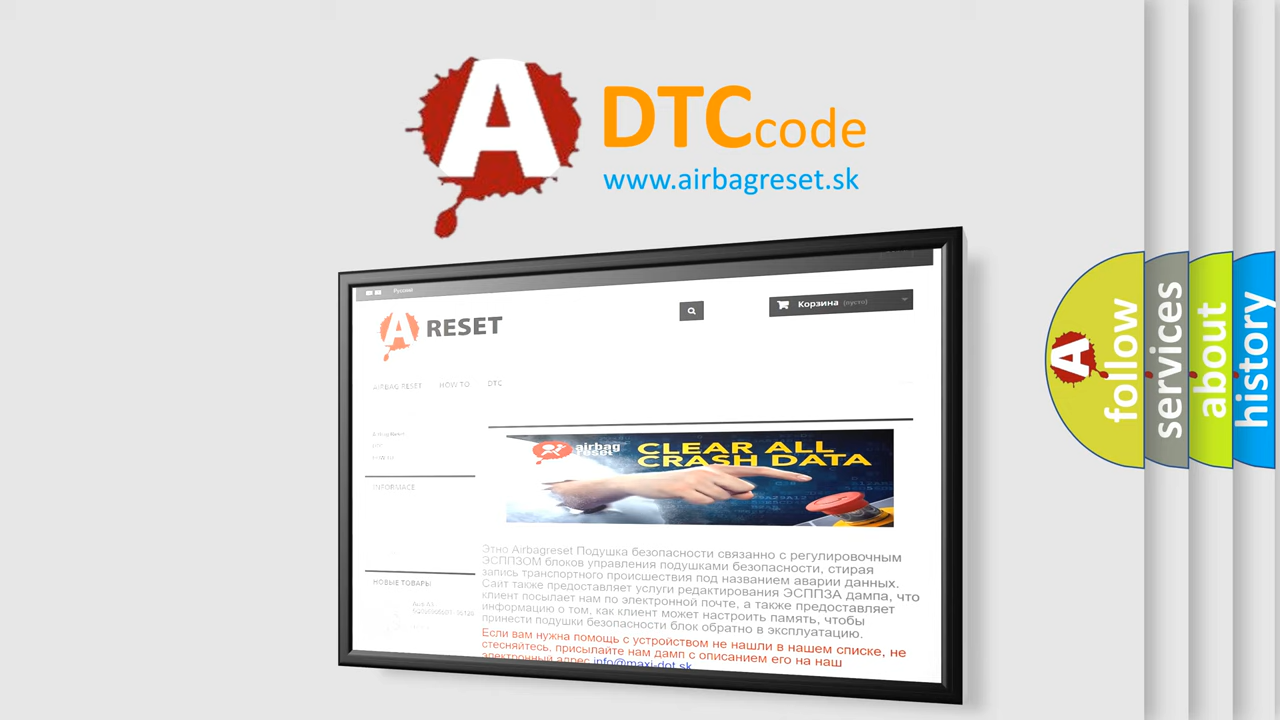 A
DTC code
www.airbagreset.sk
Русский
A RESET
Корзина (пусто)
AIRBAG RESET HOW TO DTC
INFORMACE
airbag
reset
CLEAR ALL
CRASH DATA
НОВЫЕ ТОВАРЫ
Этно Airbagreset Подушка безопасности связанно с регулировочным
ЭСППЗОМ блоков управления подушками безопасности, стирая
запись транспортного происшествия под названием аварии данных.
Сайт также предоставляет услуги редактирования ЭСППЗА дампа, что
клиент посылает нам по электронной почте, а также предоставляет
информацию о том, как клиент может настроить память, чтобы
принести подушки безопасности блок обратно в эксплуатацию.
Если вам нужна помощь с устройством не нашли в нашем списке, не
стесняйтесь, присылайте нам дамп с описанием его на наш
электронный адрес info@maxi-dot.sk
A
follow
services
about
history